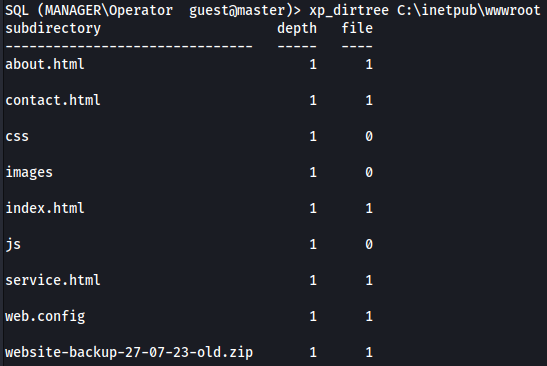 SQL (MANAGER\Operator  guest@master)> xp_dirtree C:\inetpub\wwwroot
subdirectory                      depth   file
-------------------------------   -----   ----
about.html                            1      1
contact.html                          1      1
css                                   1      0
images                                1      0
index.html                            1      1
js                                    1      0
service.html                          1      1
web.config                            1      1
website-backup-27-07-23-old.zip       1      1